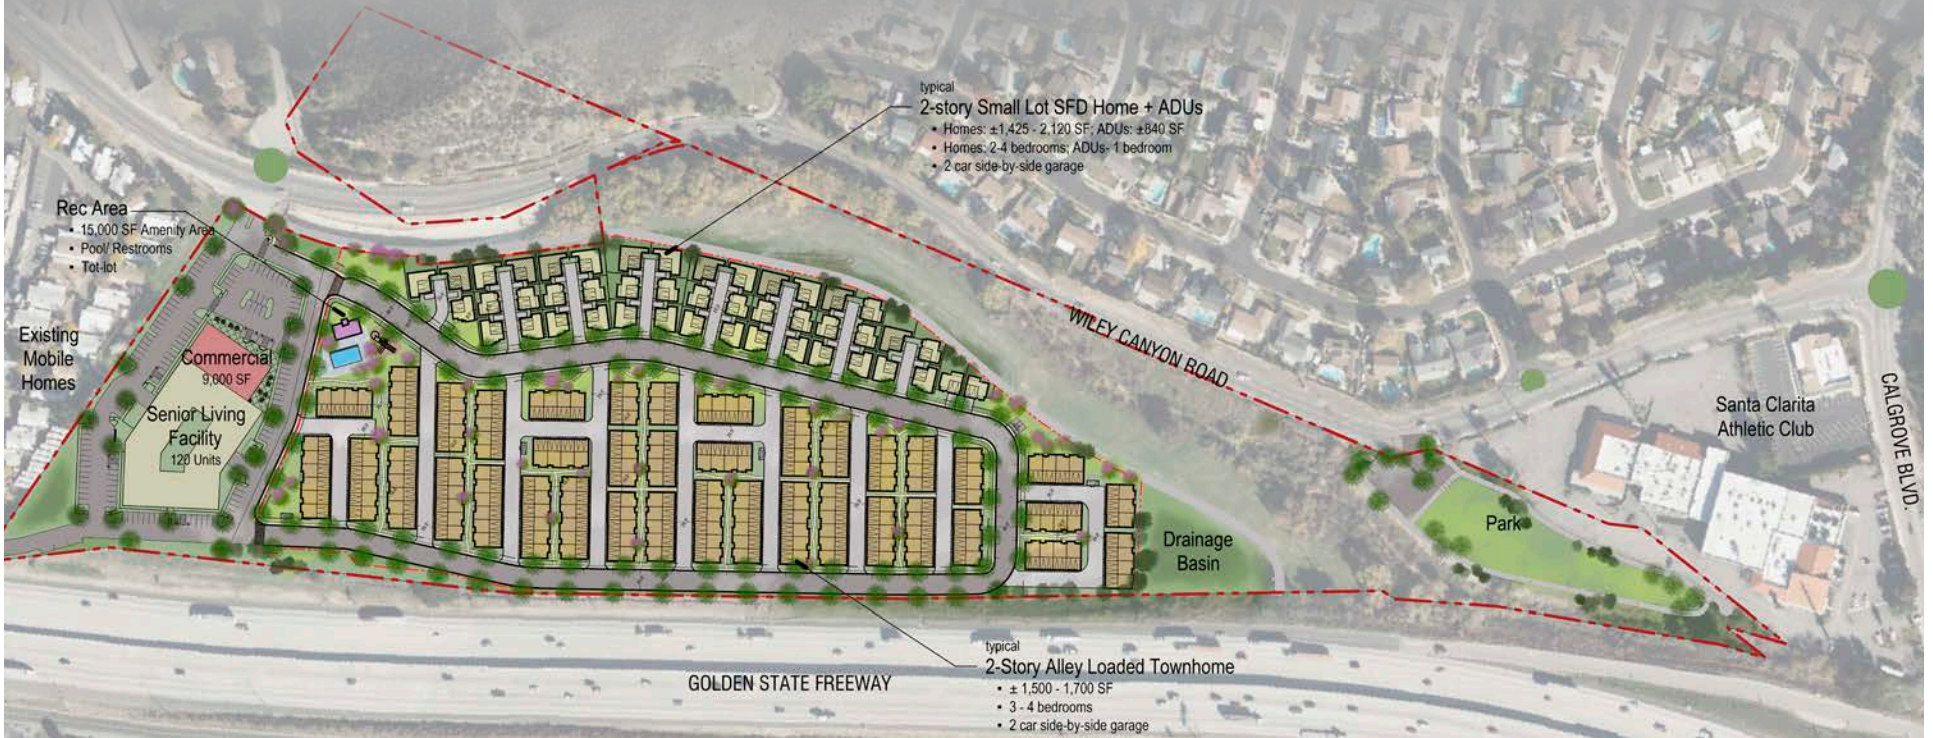 typical
2-story Small Lot SFD Home + ADUs
• Homes: ±1,425 - 2,120 SF; ADUs: ±840 SF
• Homes: 2-4 bedrooms; ADUs- 1 bedroom
• 2 car side-by-side garage
Rec Area
• 15,000 SF Amenity Area
• Pool/ Restrooms
• Tot-lot
Existing
Mobile
Homes
Commercial
9,000 SF
Senior Living
Facility
120 Units
WILEY CANYON ROAD
CALGROVE BLVD.
Santa Clarita
Athletic Club
Park
Drainage
Basin
GOLDEN STATE FREEWAY
typical
2-Story Alley Loaded Townhome
• ± 1,500 - 1,700 SF
• 3 - 4 bedrooms
• 2 car side-by-side garage